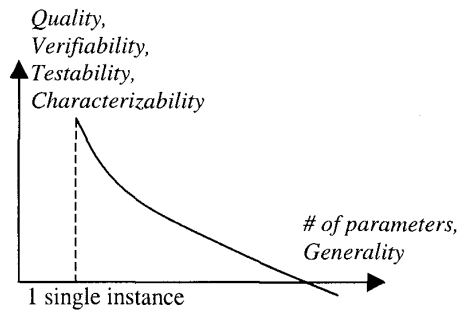 Quality,
Verifiability,
Testability,
Characterizability
# of parameters,
Generality
1 single instance